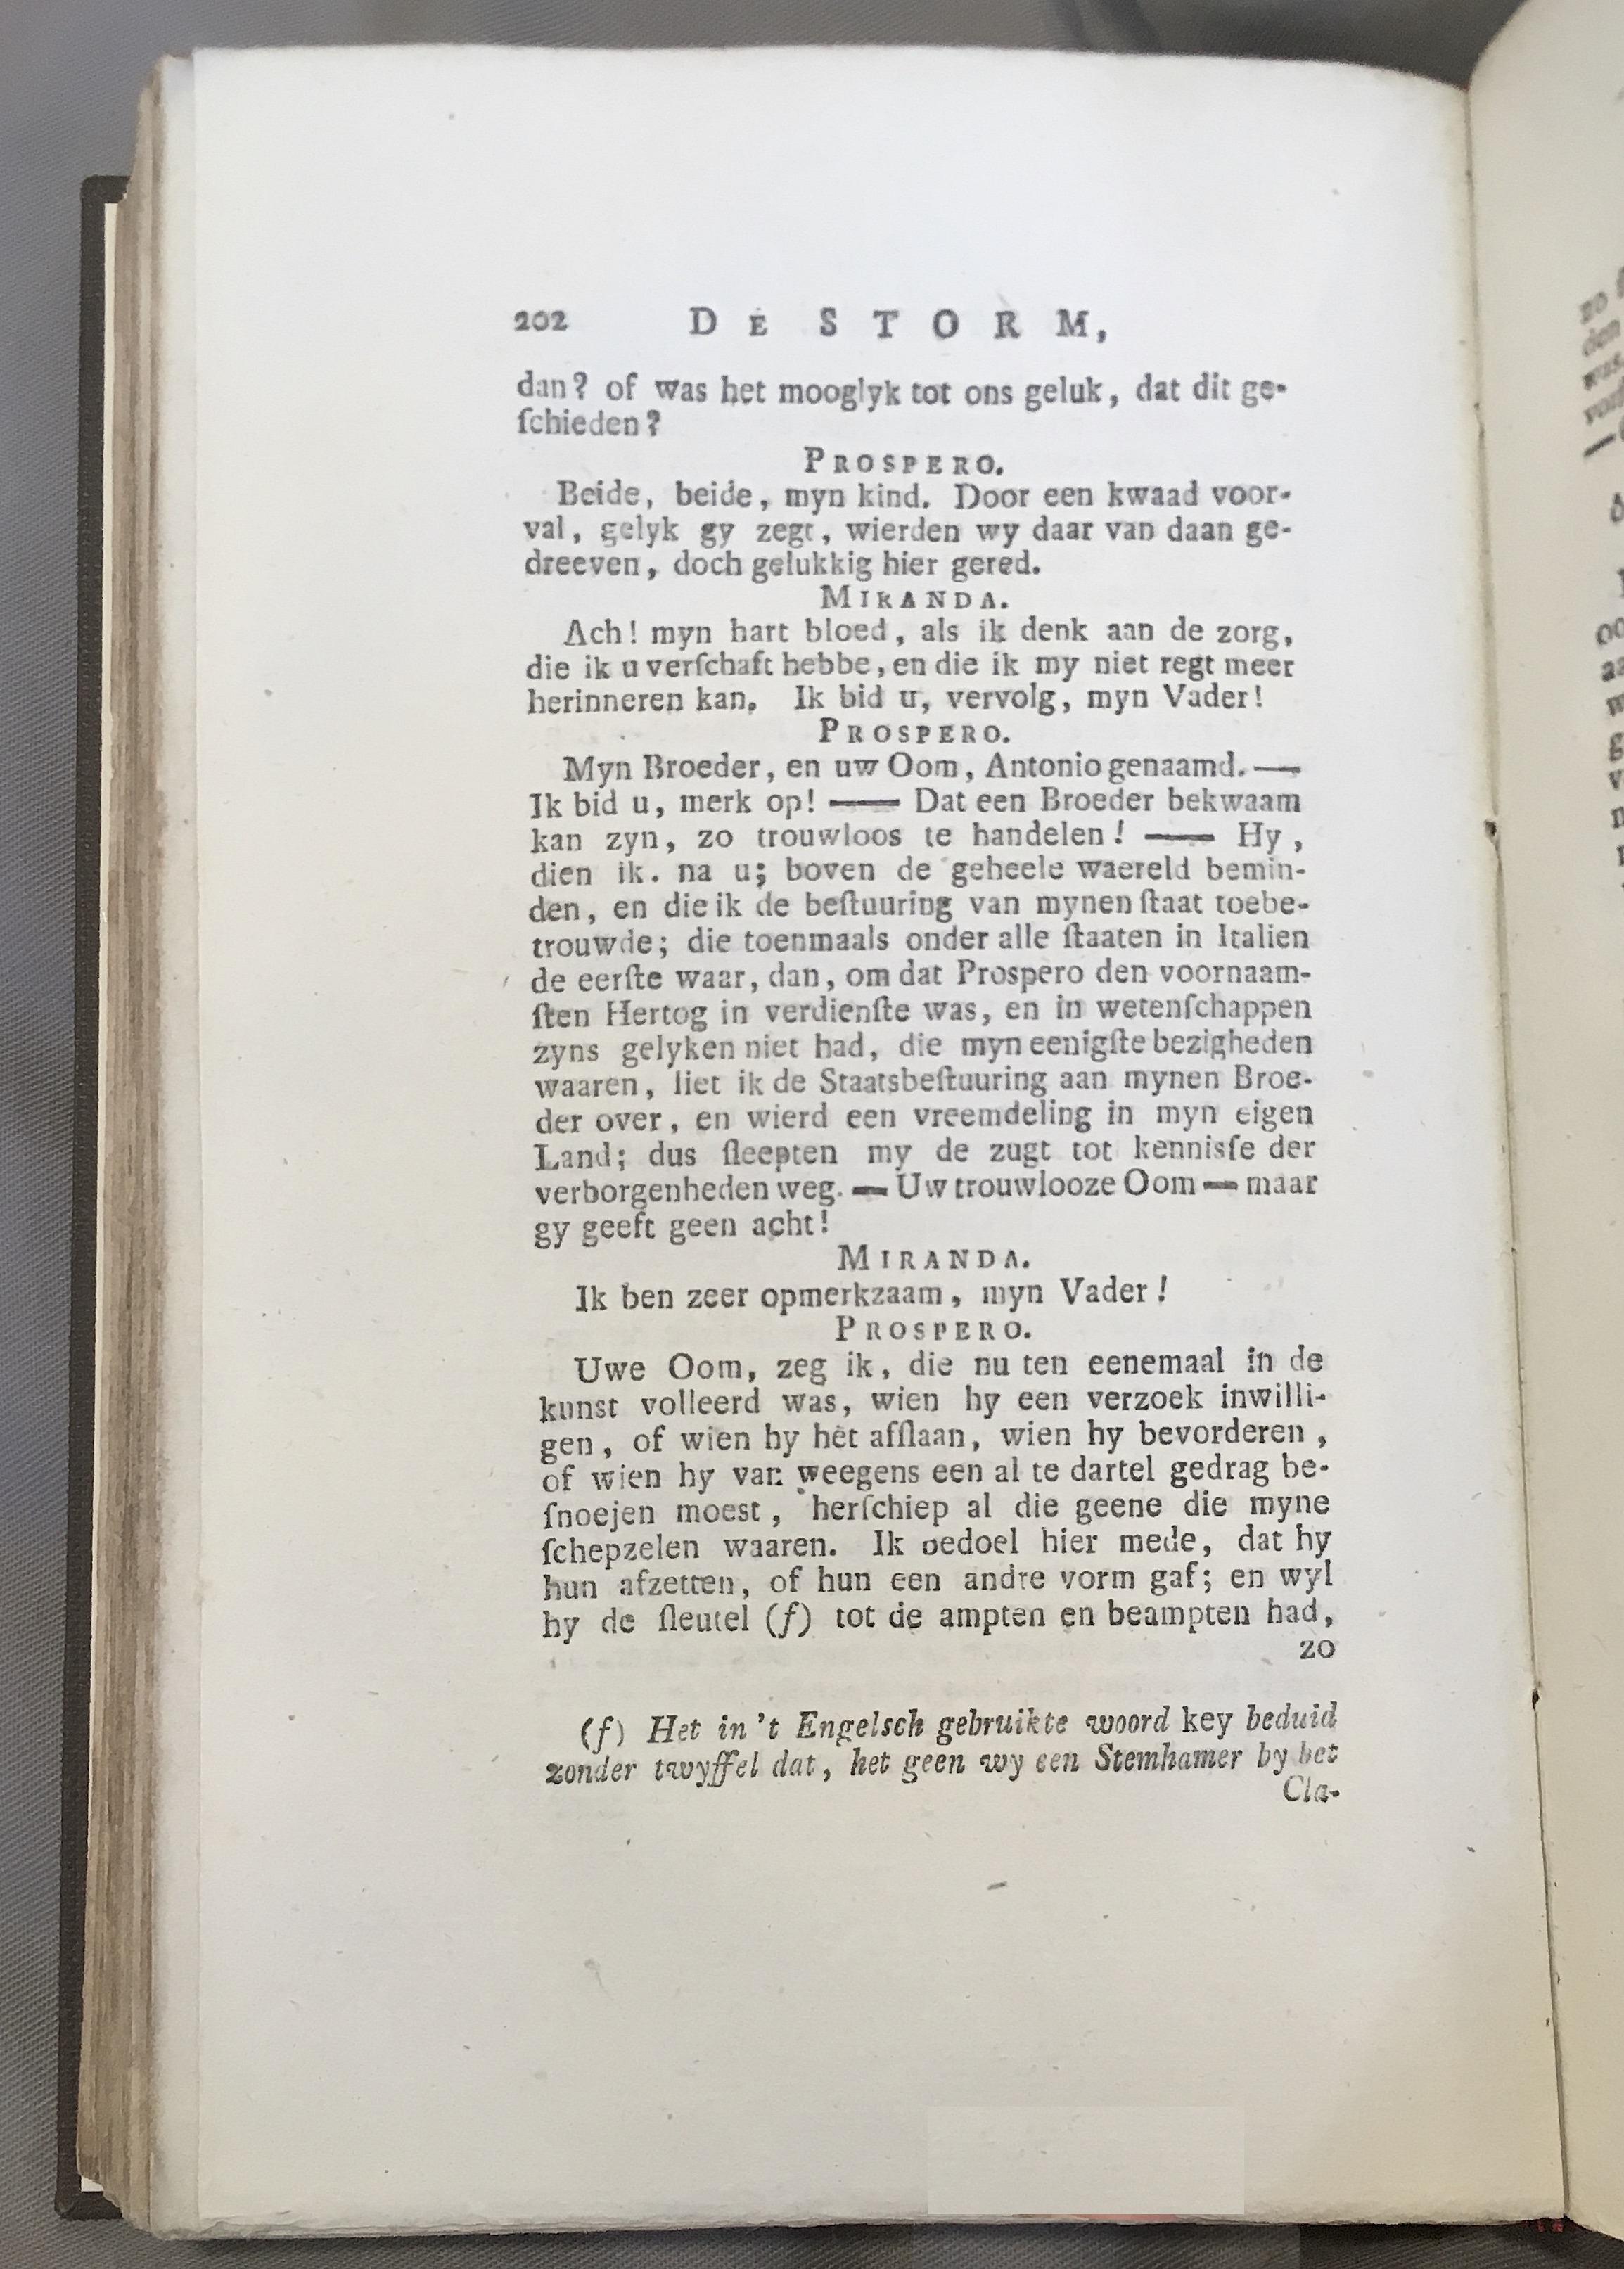 202 DE STORM,
dan? of was het mooglyk tot ons geluk, dat dit ge-
ſchieden?
PROSPERO.
Beide, beide, myn kind. Door een kwaad voor-
val, gelyk gy zegt, wierden wy daar van daan ge-
dreeven, doch gelukkig hier gered.
MIRANDA.
Ach! myn hart bloed, als ik denk aan de zorg,
die ik u verſchaft hebbe, en die ik my niet regt meer
herinneren kan. Ik bid u, vervolg, myn Vader!
PROSPERO.
Myn Broeder, en uw Oom, Antonio genaamd. —
Ik bid u, merk op! — Dat een Broeder bekwaam
kan zyn, zo trouwloos te handelen! — Hy,
dien ik. na u; boven de geheele waereld bemin-
den, en die ik de beſtuuring van mynen ſtaat toebe-
trouwde; die toenmaals onder alle ſtaaten in Italien
de eerſte waar, dan, om dat Prospero den voornaam-
ſten Hertog in verdienſte was, en in wetenſchappen
zyns gelyken niet had, die myn eenigſte bezigheden
waaren, liet ik de Staatsbeſtuuring aan mynen Broe-
der over, en wierd een vreemdeling in myn eigen
Land; dus ſleepten my de zugt tot kennisſe der
verborgenheden weg. — Uw trouwlooze Oom — maar
gy geeft geen acht!
MIRANDA.
Ik ben zeer opmerkzaam, myn Vader!
PROSPERO.
Uwe Oom, zeg ik, die nu ten eenemaal in de
kunst volleerd was, wien hy een verzoek inwilli-
gen, of wien hy het afſlaan, wien hy bevorderen,
of wien hy van weegens een al te dartel gedrag be-
ſnoejen moest, herſchiep al die geene die myne
ſchepzelen waaren. Ik bedoel hier mede, dat hy
hun afzetten, of hun een andre vorm gaf; en wyl
hy de ſleutel (f) tot de ampten en beampten had,
zo
(f) Het in 't Engelsch gebruikte woord key beduid
zonder twyffel dat, het geen wy een Stemhamer by het
Cla-